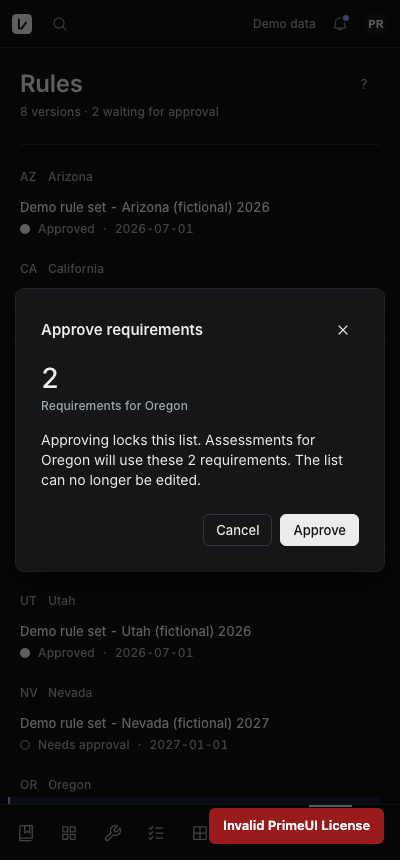 Demo data
PR
Rules
?
8 versions · 2 waiting for approval
AZ Arizona
Demo rule set - Arizona (fictional) 2026
Approved · 2026-07-01
CA California
Approve requirements
2
Requirements for Oregon
Approving locks this list. Assessments for
Oregon will use these 2 requirements. The list
can no longer be edited.
Cancel
Approve
UT Utah
Demo rule set - Utah (fictional) 2026
Approved · 2026-07-01
NV Nevada
Demo rule set - Nevada (fictional) 2027
Needs approval · 2027-01-01
OR Oregon
Invalid PrimeUI License